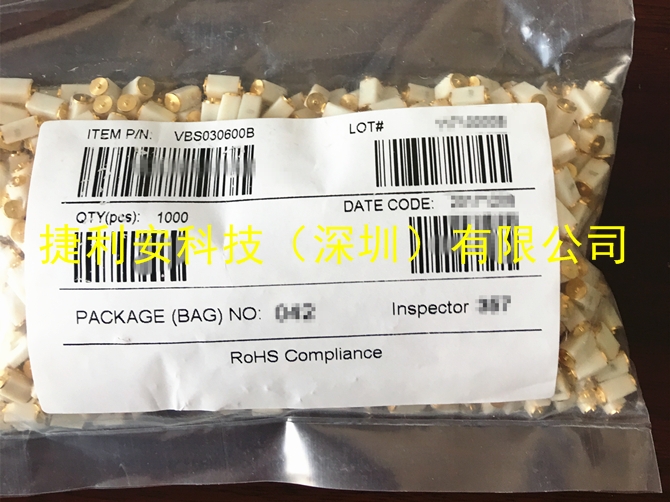 ITEM P/N: VBS030600B
LOT#
QTY(pcs): 1000
DATE CODE:
捷利安科技（深圳）有限公司
PACKAGE (BAG) NO:
Inspector
RoHS Compliance